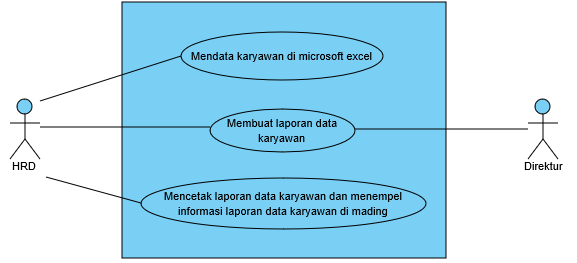 Mendata karyawan di microsoft excel
Membuat laporan data
karyawan
HRD
Direktur
Mencetak laporan data karyawan dan menempel
informasi laporan data karyawan di mading